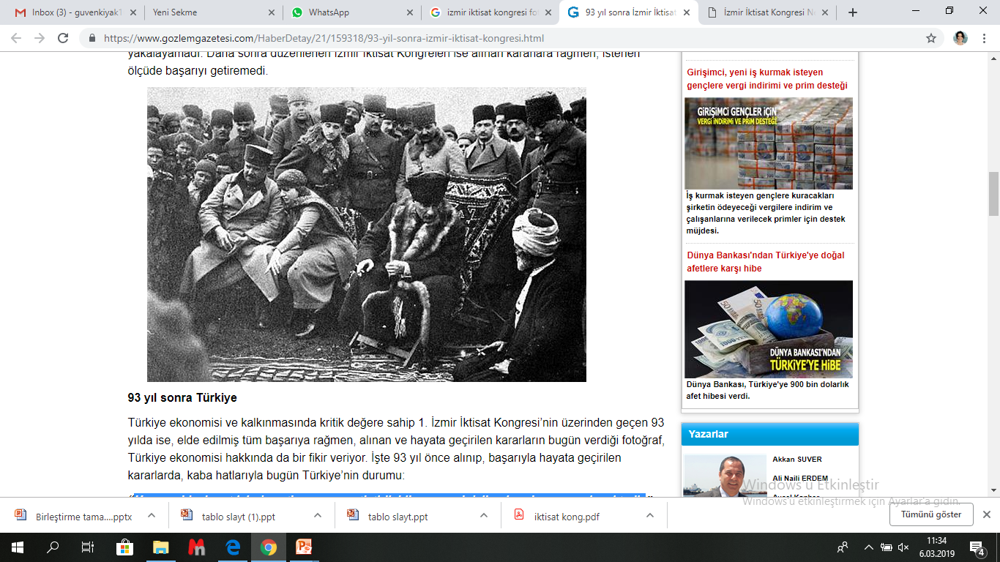 Inbox (3) - guvenkiyak1
Yeni Sekme
WhatsApp
izmir iktisat kongresi fo
93 yıl sonra İzmir İktisat
İzmir İktisat Kongresi N
https://www.gozlemgazetesi.com/HaberDetay/21/159318/93-yil-sonra-izmir-iktisat-kongresi.html
yakalayamadı. Daha sonra düzenlenen İzmir İktisat Kongreleri ise alınan kararlara rağmen, istenen
ölçüde başarıyı getiremedi.
93 yıl sonra Türkiye
Türkiye ekonomisi ve kalkınmasında kritik değere sahip 1. İzmir İktisat Kongresi’nin üzerinden geçen 93
yılda ise, elde edilmiş tüm başarıya rağmen, alınan ve hayata geçirilen kararların bugün verdiği fotoğraf,
Türkiye ekonomisi hakkında da bir fikir veriyor. İşte 93 yıl önce alınıp, başarıyla hayata geçirilen
kararlarda, kaba hatlarıyla bugün Türkiye’nin durumu:
Girişimci, yeni iş kurmak isteyen
gençlere vergi indirimi ve prim desteği
GİRİŞİMCİ GENÇLER İÇİN
VERGİ İNDİRİMİ VE PRİM DESTEĞİ
İş kurmak isteyen gençlere kuracakları
şirketin ödeyeceği vergilere indirim ve
çalışanlarına verilecek primler için destek
müjdesi.
Dünya Bankası'ndan Türkiye'ye doğal
afetlere karşı hibe
DÜNYA BANKASI'NDAN
TÜRKİYE'YE HİBE
Dünya Bankası, Türkiye'ye 900 bin dolarlık
afet hibesi verdi.
Yazarlar
Akkan SUVER
Ali Naili ERDEM
Windows'u Etkinleştir
Windows'u etkinleştirmek için Ayarlar'a gidin.
Birleştirme tama....pptx
tablo slayt (1).ppt
tablo slayt.ppt
iktisat kong.pdf
Tümünü göster
11:34
6.03.2019
4